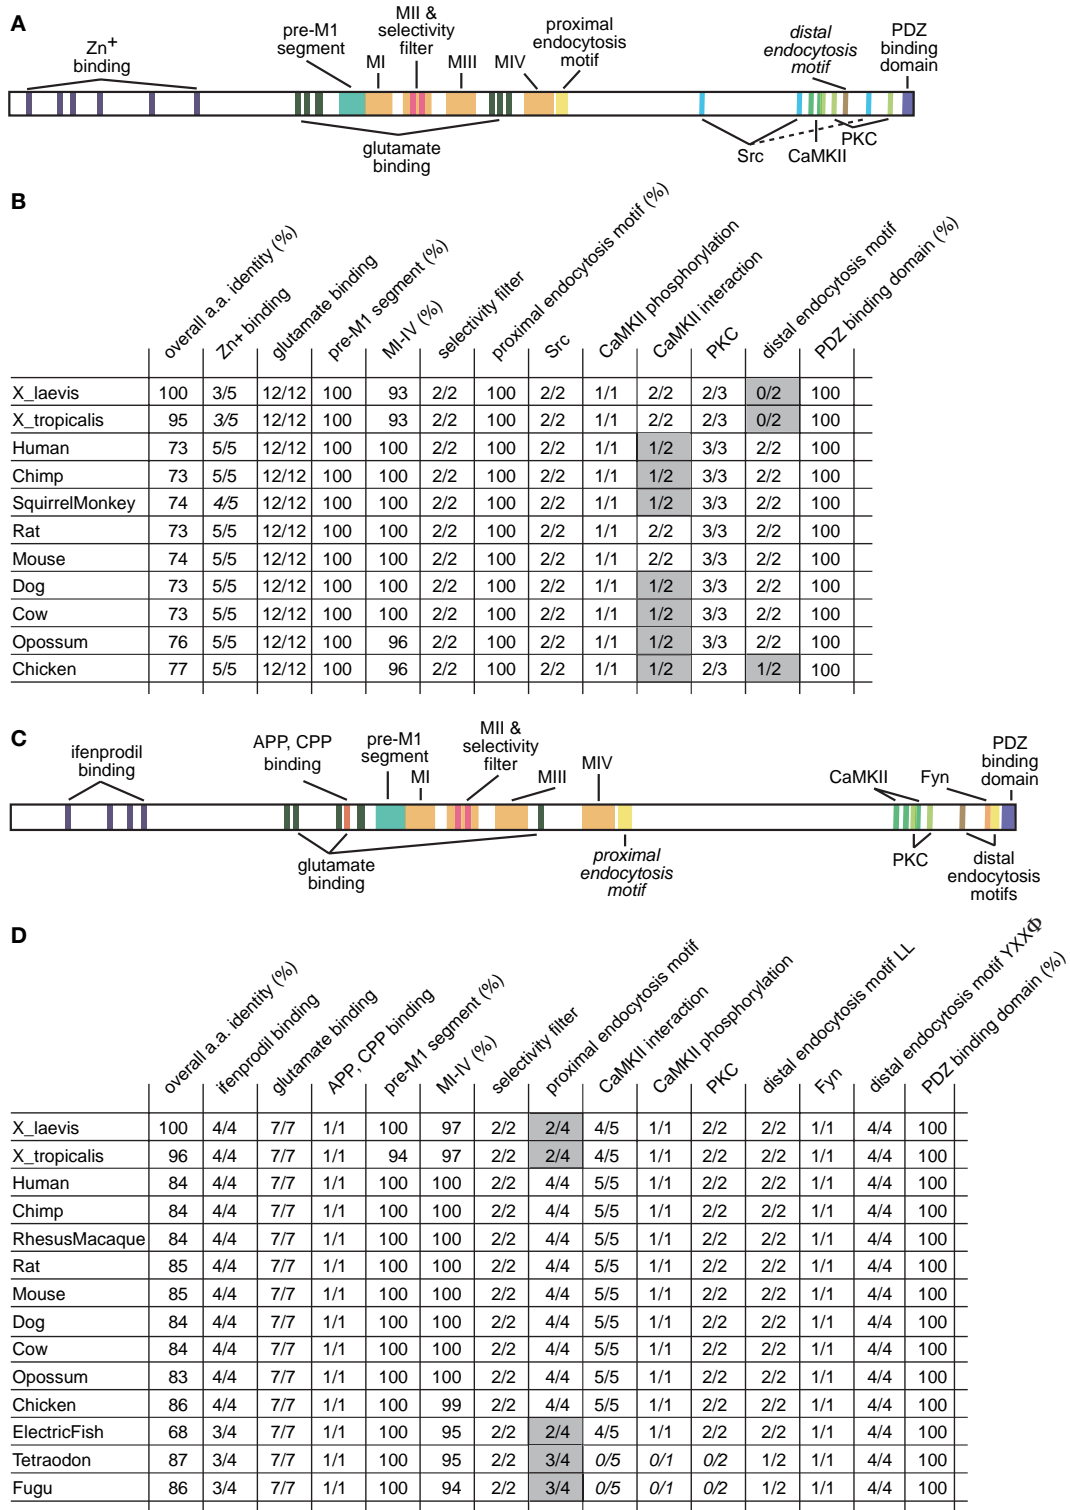 A
Zn+
binding
pre-M1
segment
MI
MII &
selectivity
filter
MIII
MIV
proximal
endocytosis
motif
distal
endocytosis
motif
PDZ
binding
domain
glutamate
binding
Src
CaMKII
PKC
B
overall a.a. identity (%)
Zn+ binding
glutamate binding
pre-M1 segment (%)
MI-IV (%)
selectivity filter
proximal endocytosis motif (%)
Src
CaMKII phosphorylation
CaMKII interaction
PKC
distal endocytosis motif
PDZ binding domain (%)
X_laevis 100 3/5 12/12 100 93 2/2 100 2/2 1/1 2/2 2/3 0/2 100
X_tropicalis 95 3/5 12/12 100 93 2/2 100 2/2 1/1 2/2 2/3 0/2 100
Human 73 5/5 12/12 100 100 2/2 100 2/2 1/1 1/2 3/3 2/2 100
Chimp 73 5/5 12/12 100 100 2/2 100 2/2 1/1 1/2 3/3 2/2 100
SquirrelMonkey 74 4/5 12/12 100 100 2/2 100 2/2 1/1 1/2 3/3 2/2 100
Rat 73 5/5 12/12 100 100 2/2 100 2/2 1/1 2/2 3/3 2/2 100
Mouse 74 5/5 12/12 100 100 2/2 100 2/2 1/1 2/2 3/3 2/2 100
Dog 73 5/5 12/12 100 100 2/2 100 2/2 1/1 1/2 3/3 2/2 100
Cow 73 5/5 12/12 100 100 2/2 100 2/2 1/1 1/2 3/3 2/2 100
Opossum 76 5/5 12/12 100 96 2/2 100 2/2 1/1 1/2 3/3 2/2 100
Chicken 77 5/5 12/12 100 96 2/2 100 2/2 1/1 1/2 2/3 1/2 100
C
ifenprodil
binding
APP, CPP
binding
pre-M1
segment
MI
MII &
selectivity
filter
MIII
MIV
CaMKII
Fyn
PDZ
binding
domain
glutamate
binding
proximal
endocytosis
motif
PKC
distal
endocytosis
motifs
D
overall a.a. identity (%)
ifenprodil binding
glutamate binding
APP, CPP binding
pre-M1 segment (%)
MI-IV (%)
selectivity filter
proximal endocytosis motif
CaMKII interaction
CaMKII phosphorylation
PKC
distal endocytosis motif LL
Fyn
distal endocytosis motif YXXΦ
PDZ binding domain (%)
X_laevis 100 4/4 7/7 1/1 100 97 2/2 2/4 4/5 1/1 2/2 2/2 1/1 4/4 100
X_tropicalis 96 4/4 7/7 1/1 94 97 2/2 2/4 4/5 1/1 2/2 2/2 1/1 4/4 100
Human 84 4/4 7/7 1/1 100 100 2/2 4/4 5/5 1/1 2/2 2/2 1/1 4/4 100
Chimp 84 4/4 7/7 1/1 100 100 2/2 4/4 5/5 1/1 2/2 2/2 1/1 4/4 100
RhesusMacaque 84 4/4 7/7 1/1 100 100 2/2 4/4 5/5 1/1 2/2 2/2 1/1 4/4 100
Rat 85 4/4 7/7 1/1 100 100 2/2 4/4 5/5 1/1 2/2 2/2 1/1 4/4 100
Mouse 85 4/4 7/7 1/1 100 100 2/2 4/4 5/5 1/1 2/2 2/2 1/1 4/4 100
Dog 84 4/4 7/7 1/1 100 100 2/2 4/4 5/5 1/1 2/2 2/2 1/1 4/4 100
Cow 84 4/4 7/7 1/1 100 100 2/2 4/4 5/5 1/1 2/2 2/2 1/1 4/4 100
Opossum 83 4/4 7/7 1/1 100 100 2/2 4/4 5/5 1/1 2/2 2/2 1/1 4/4 100
Chicken 86 4/4 7/7 1/1 100 99 2/2 4/4 5/5 1/1 2/2 2/2 1/1 4/4 100
ElectricFish 68 3/4 7/7 1/1 100 95 2/2 2/4 4/5 1/1 2/2 2/2 1/1 4/4 100
Tetraodon 87 3/4 7/7 1/1 100 95 2/2 3/4 0/5 0/1 0/2 1/2 1/1 4/4 100
Fugu 86 3/4 7/7 1/1 100 94 2/2 3/4 0/5 0/1 0/2 1/2 1/1 4/4 100